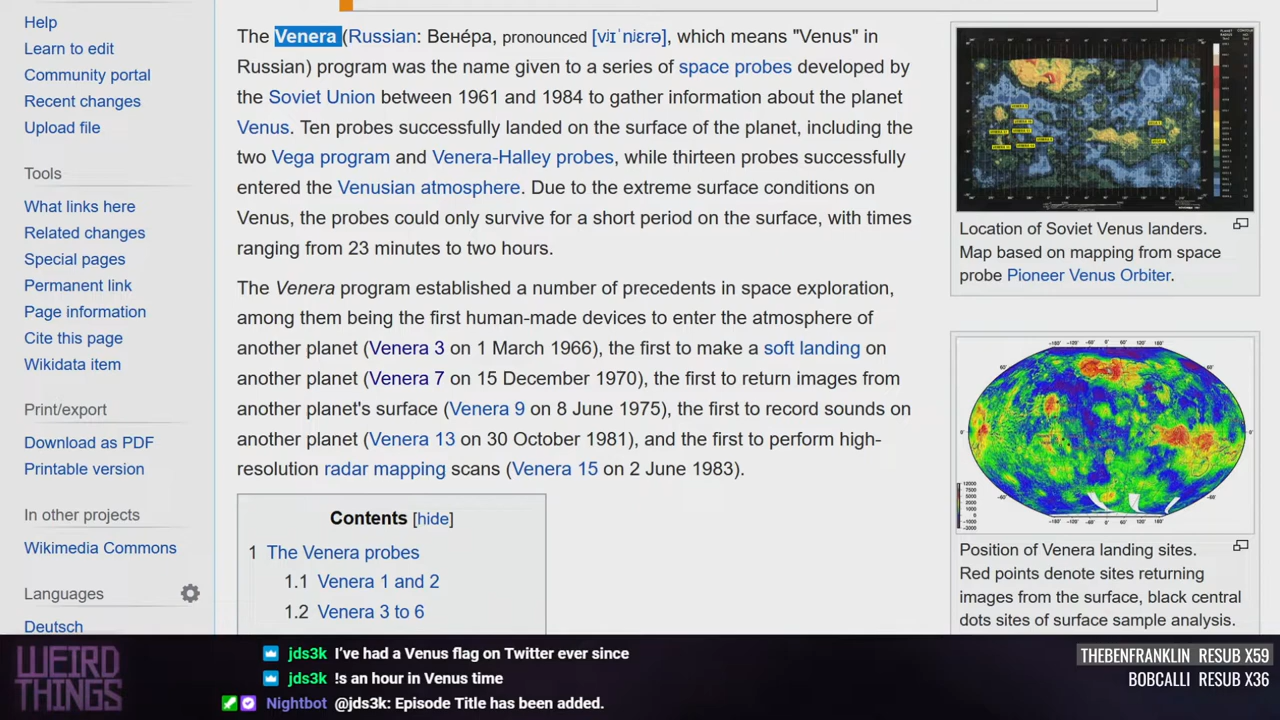 Help
Learn to edit
Community portal
Recent changes
Upload file
Tools
What links here
Related changes
Special pages
Permanent link
Page information
Cite this page
Wikidata item
Print/export
Download as PDF
Printable version
In other projects
Wikimedia Commons
Languages
Deutsch
The Venera (Russian: Вене́ра, pronounced [vʲɪˈnʲɛrə], which means "Venus" in
Russian) program was the name given to a series of space probes developed by
the Soviet Union between 1961 and 1984 to gather information about the planet
Venus. Ten probes successfully landed on the surface of the planet, including the
two Vega program and Venera-Halley probes, while thirteen probes successfully
entered the Venusian atmosphere. Due to the extreme surface conditions on
Venus, the probes could only survive for a short period on the surface, with times
ranging from 23 minutes to two hours.
The Venera program established a number of precedents in space exploration,
among them being the first human-made devices to enter the atmosphere of
another planet (Venera 3 on 1 March 1966), the first to make a soft landing on
another planet (Venera 7 on 15 December 1970), the first to return images from
another planet's surface (Venera 9 on 8 June 1975), the first to record sounds on
another planet (Venera 13 on 30 October 1981), and the first to perform high-
resolution radar mapping scans (Venera 15 on 2 June 1983).
Contents [hide]
1 The Venera probes
1.1 Venera 1 and 2
1.2 Venera 3 to 6
Location of Soviet Venus landers.
Map based on mapping from space
probe Pioneer Venus Orbiter.
Position of Venera landing sites.
Red points denote sites returning
images from the surface, black central
dots sites of surface sample analysis.
WEIRD
THINGS
jds3k I've had a Venus flag on Twitter ever since
jds3k !s an hour in Venus time
Nightbot @jds3k: Episode Title has been added.
THEBENFRANKLIN RESUB X59
BOBCALLI RESUB X36